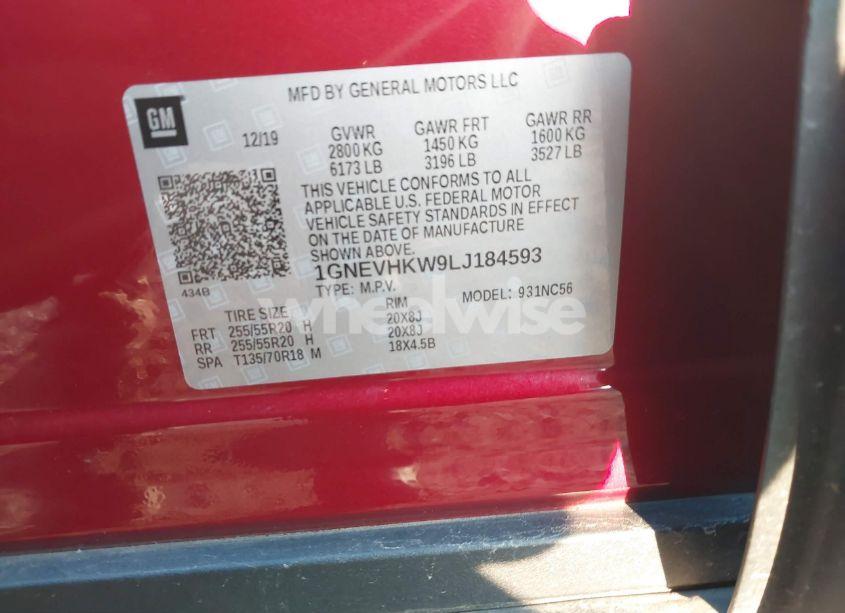 MFD BY GENERAL MOTORS LLC
GM
12/19
GVWR GAWR FRT GAWR RR
2800 KG 1450 KG 1600 KG
6173 LB 3196 LB 3527 LB
THIS VEHICLE CONFORMS TO ALL
APPLICABLE U.S. FEDERAL MOTOR
VEHICLE SAFETY STANDARDS IN EFFECT
ON THE DATE OF MANUFACTURE
SHOWN ABOVE.
434B
1GNEVHKW9LJ184593
TYPE: M.P.V. MODEL: 931NC56
TIRE SIZE RIM
FRT 255/55R20 H 20X8J
RR 255/55R20 H 20X8J
SPA T135/70R18 M 18X4.5B
wheelwise